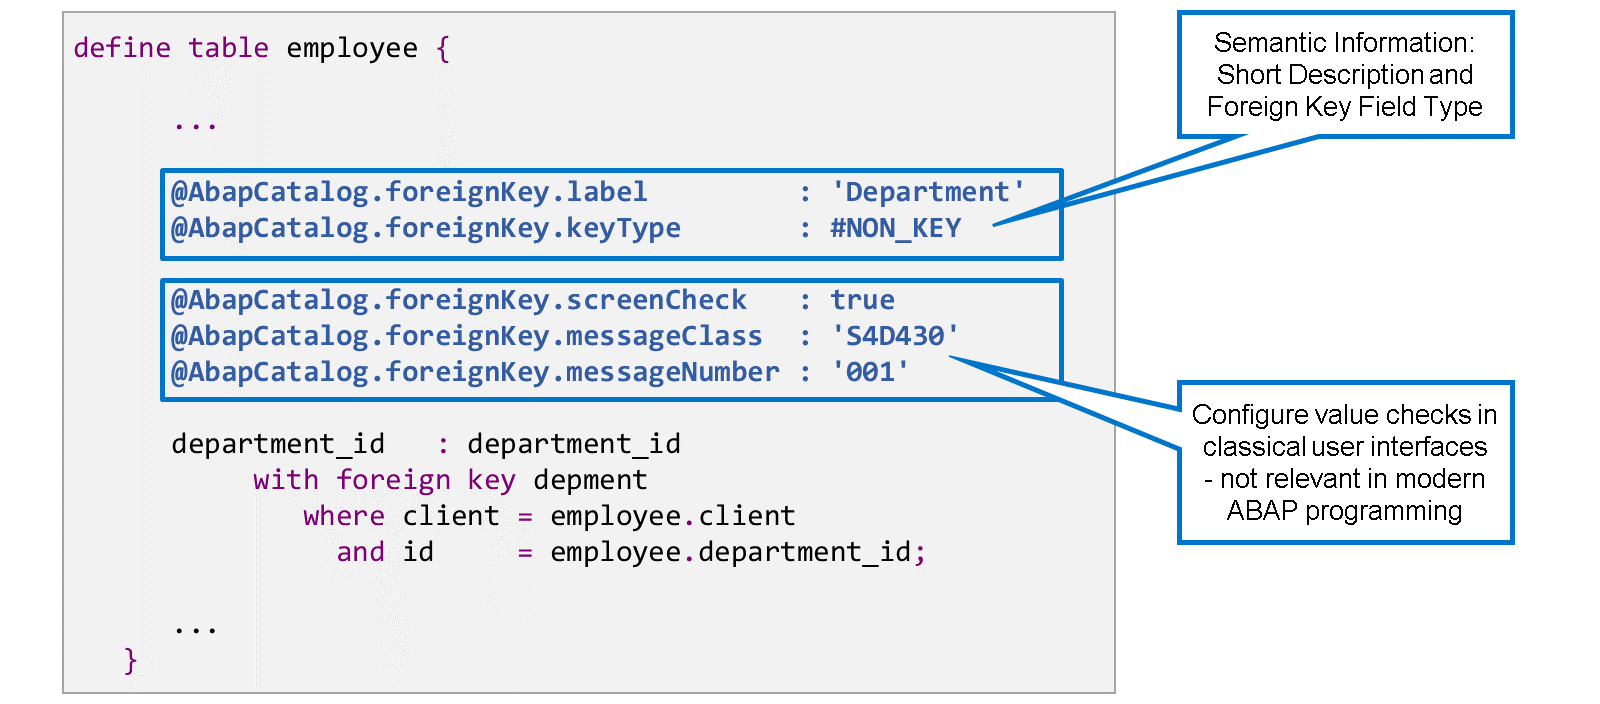 define table employee {
...
@AbapCatalog.foreignKey.label : 'Department'
@AbapCatalog.foreignKey.keyType : #NON_KEY
@AbapCatalog.foreignKey.screenCheck : true
@AbapCatalog.foreignKey.messageClass : 'S4D430'
@AbapCatalog.foreignKey.messageNumber : '001'
department_id : department_id
with foreign key depment
where client = employee.client
and id = employee.department_id;
...
}
Semantic Information:
Short Description and
Foreign Key Field Type
Configure value checks in
classical user interfaces
- not relevant in modern
ABAP programming